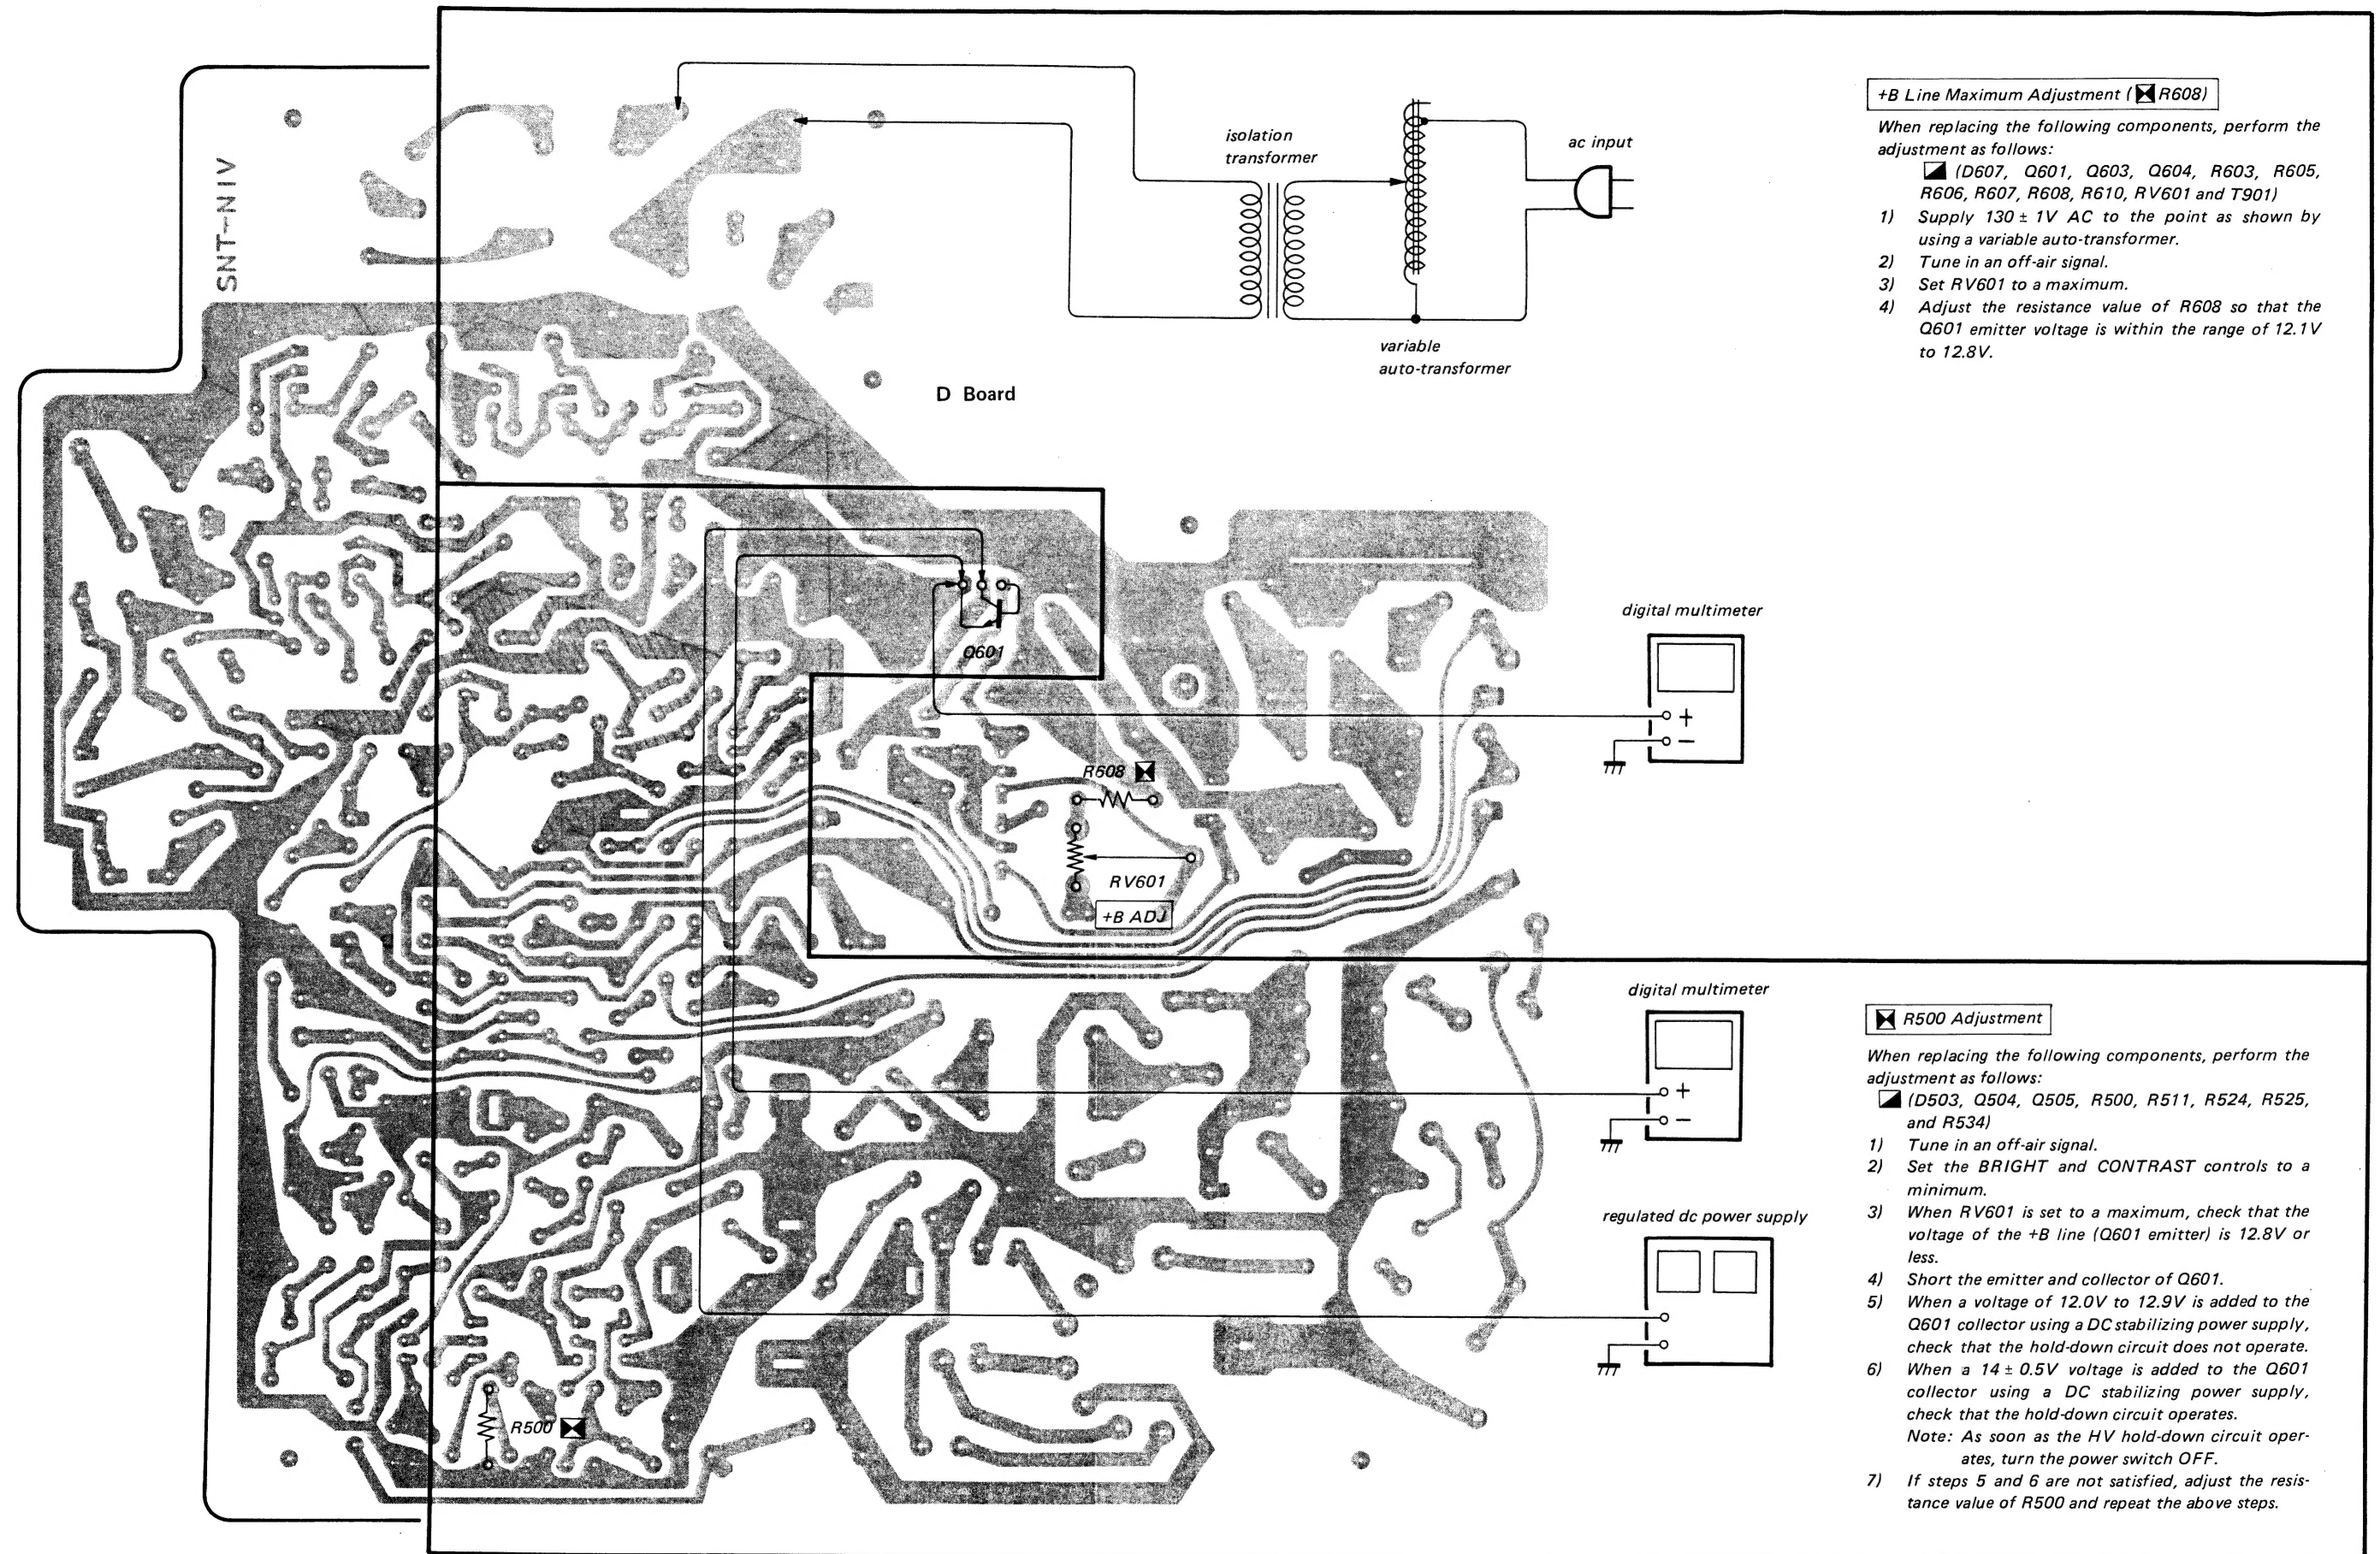 SNT-N1V
isolation
transformer
ac input
variable
auto-transformer
D Board
+B Line Maximum Adjustment ( R608)
When replacing the following components, perform the
adjustment as follows:
(D607, Q601, Q603, Q604, R603, R605,
R606, R607, R608, R610, RV601 and T901)
1) Supply 130 ± 1V AC to the point as shown by
using a variable auto-transformer.
2) Tune in an off-air signal.
3) Set RV601 to a maximum.
4) Adjust the resistance value of R608 so that the
Q601 emitter voltage is within the range of 12.1V
to 12.8V.
Q601
digital multimeter
+
−
R608
RV601
+B ADJ
digital multimeter
+
−
regulated dc power supply
R500
R500 Adjustment
When replacing the following components, perform the
adjustment as follows:
(D503, Q504, Q505, R500, R511, R524, R525,
and R534)
1) Tune in an off-air signal.
2) Set the BRIGHT and CONTRAST controls to a
minimum.
3) When RV601 is set to a maximum, check that the
voltage of the +B line (Q601 emitter) is 12.8V or
less.
4) Short the emitter and collector of Q601.
5) When a voltage of 12.0V to 12.9V is added to the
Q601 collector using a DC stabilizing power supply,
check that the hold-down circuit does not operate.
6) When a 14 ± 0.5V voltage is added to the Q601
collector using a DC stabilizing power supply,
check that the hold-down circuit operates.
Note: As soon as the HV hold-down circuit oper-
ates, turn the power switch OFF.
7) If steps 5 and 6 are not satisfied, adjust the resis-
tance value of R500 and repeat the above steps.